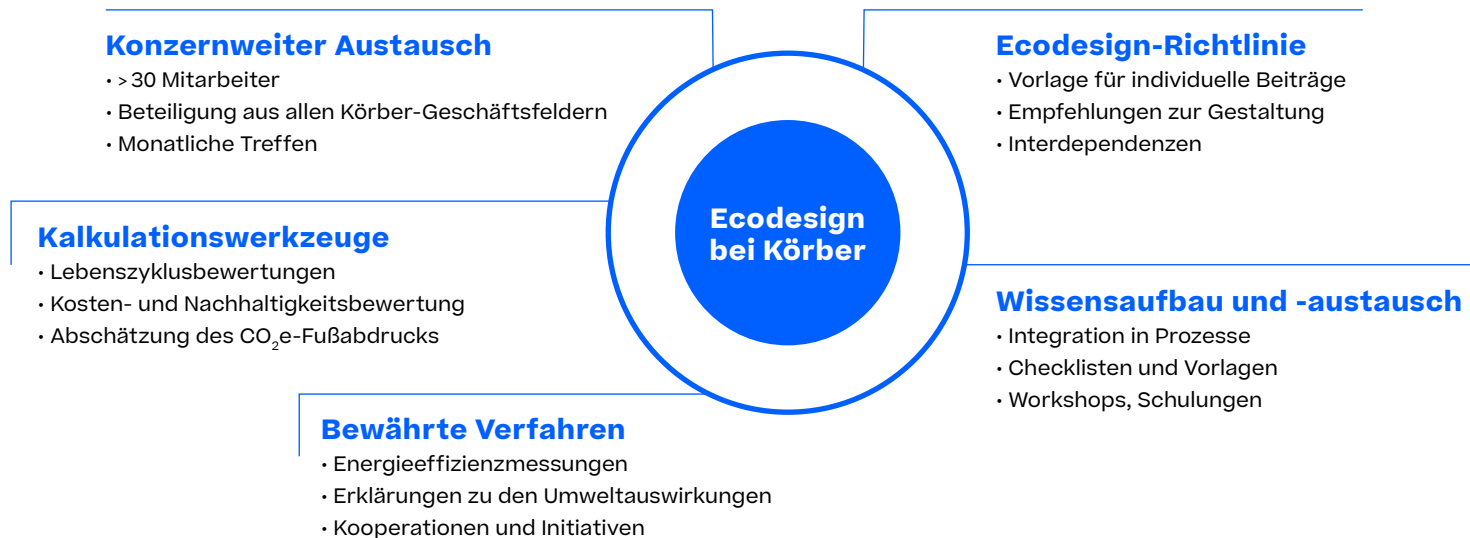 Konzernweiter Austausch
· > 30 Mitarbeiter
· Beteiligung aus allen Körber-Geschäftsfeldern
· Monatliche Treffen
Ecodesign-Richtlinie
· Vorlage für individuelle Beiträge
· Empfehlungen zur Gestaltung
· Interdependenzen
Ecodesign
bei Körber
Kalkulationswerkzeuge
· Lebenszyklusbewertungen
· Kosten- und Nachhaltigkeitsbewertung
· Abschätzung des CO₂e-Fußabdrucks
Wissensaufbau und -austausch
· Integration in Prozesse
· Checklisten und Vorlagen
· Workshops, Schulungen
Bewährte Verfahren
· Energieeffizienzmessungen
· Erklärungen zu den Umweltauswirkungen
· Kooperationen und Initiativen